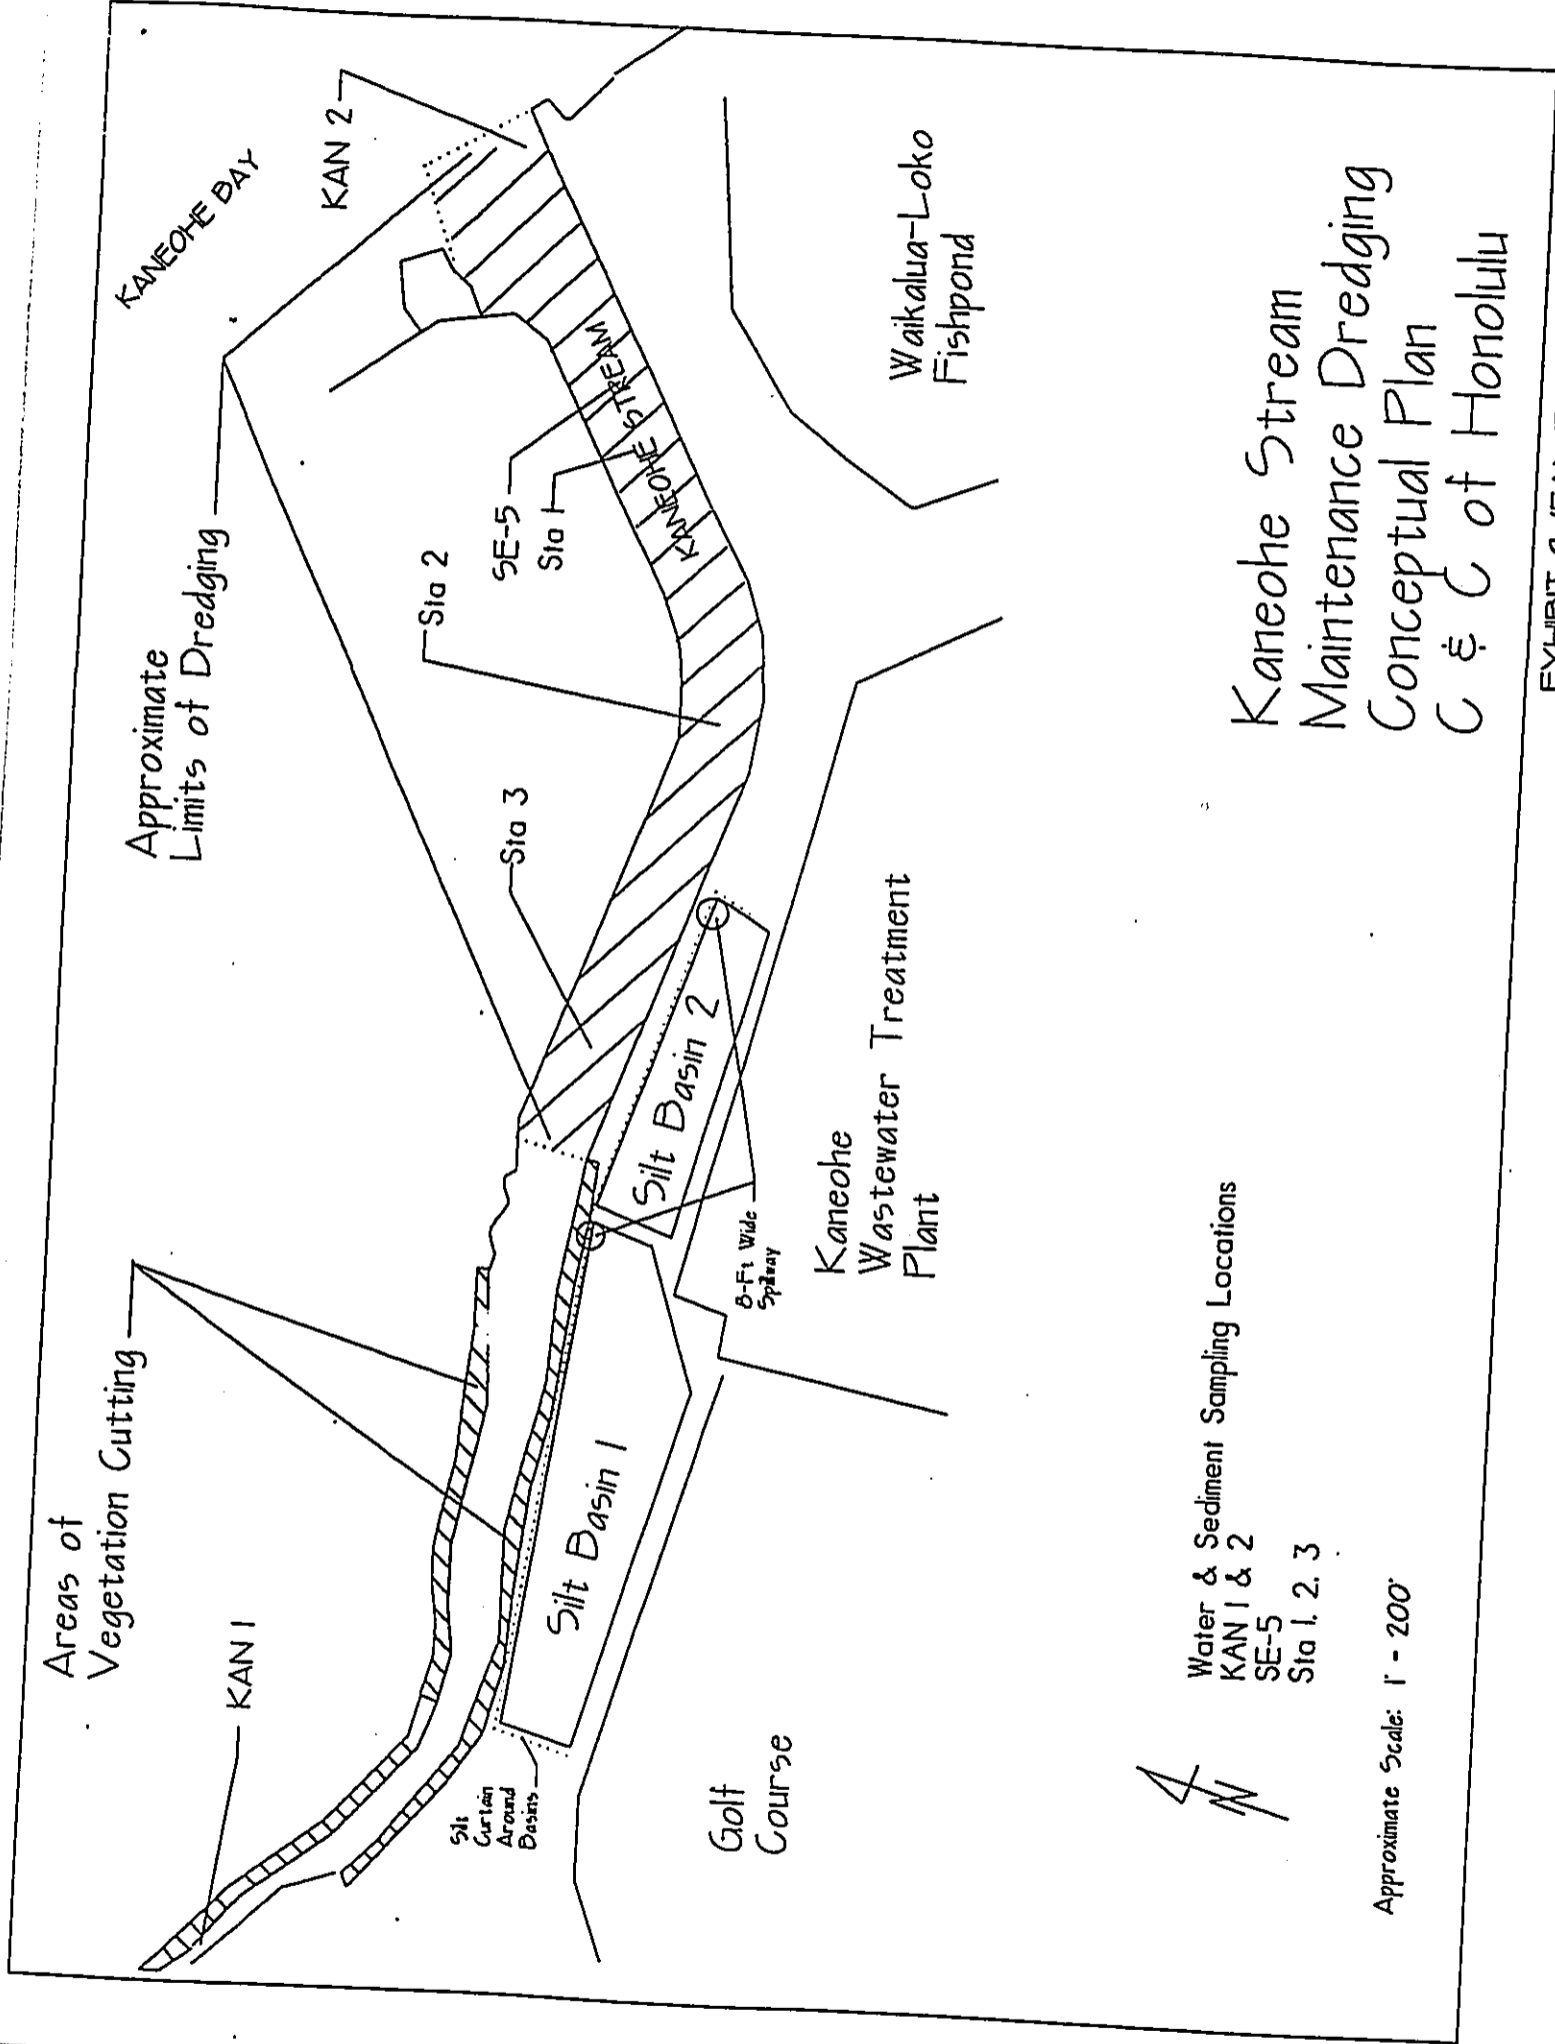 Areas of
Vegetation Cutting
KAN 1
Approximate
Limits of Dredging
KANEOHE BAY
KAN 2
Sta 3
Sta 2
SE-5
Sta 1
KANEOHE STREAM
Silt
Curtain
Around
Basins
Silt Basin 1
Silt Basin 2
8-Ft Wide
Spillway
Golf
Course
Kaneohe
Wastewater Treatment
Plant
Waikalua-Loko
Fishpond
Water & Sediment Sampling Locations
KAN 1 & 2
SE-5
Sta 1, 2, 3
N
Approximate Scale: 1" - 200'
Kaneohe Stream
Maintenance Dredging
Conceptual Plan
C & C of Honolulu
EXHIBIT